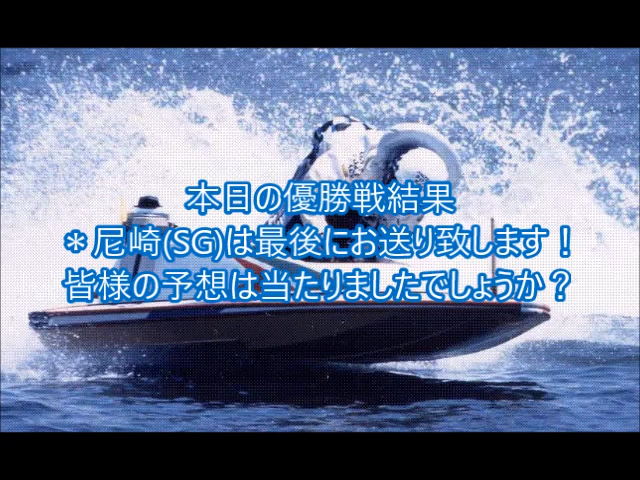 本日の優勝戦結果
＊尼崎(SG)は最後にお送り致します！
皆様の予想は当たりましたでしょうか？